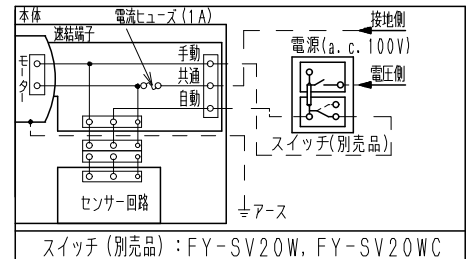 本体
電流ヒューズ(1A)
速結端子
接地側
手動
電源(a.c.100V)
モーター
共通
電圧側
自動
スイッチ(別売品)
センサー回路
アース
スイッチ(別売品):FY-SV20W, FY-SV20WC